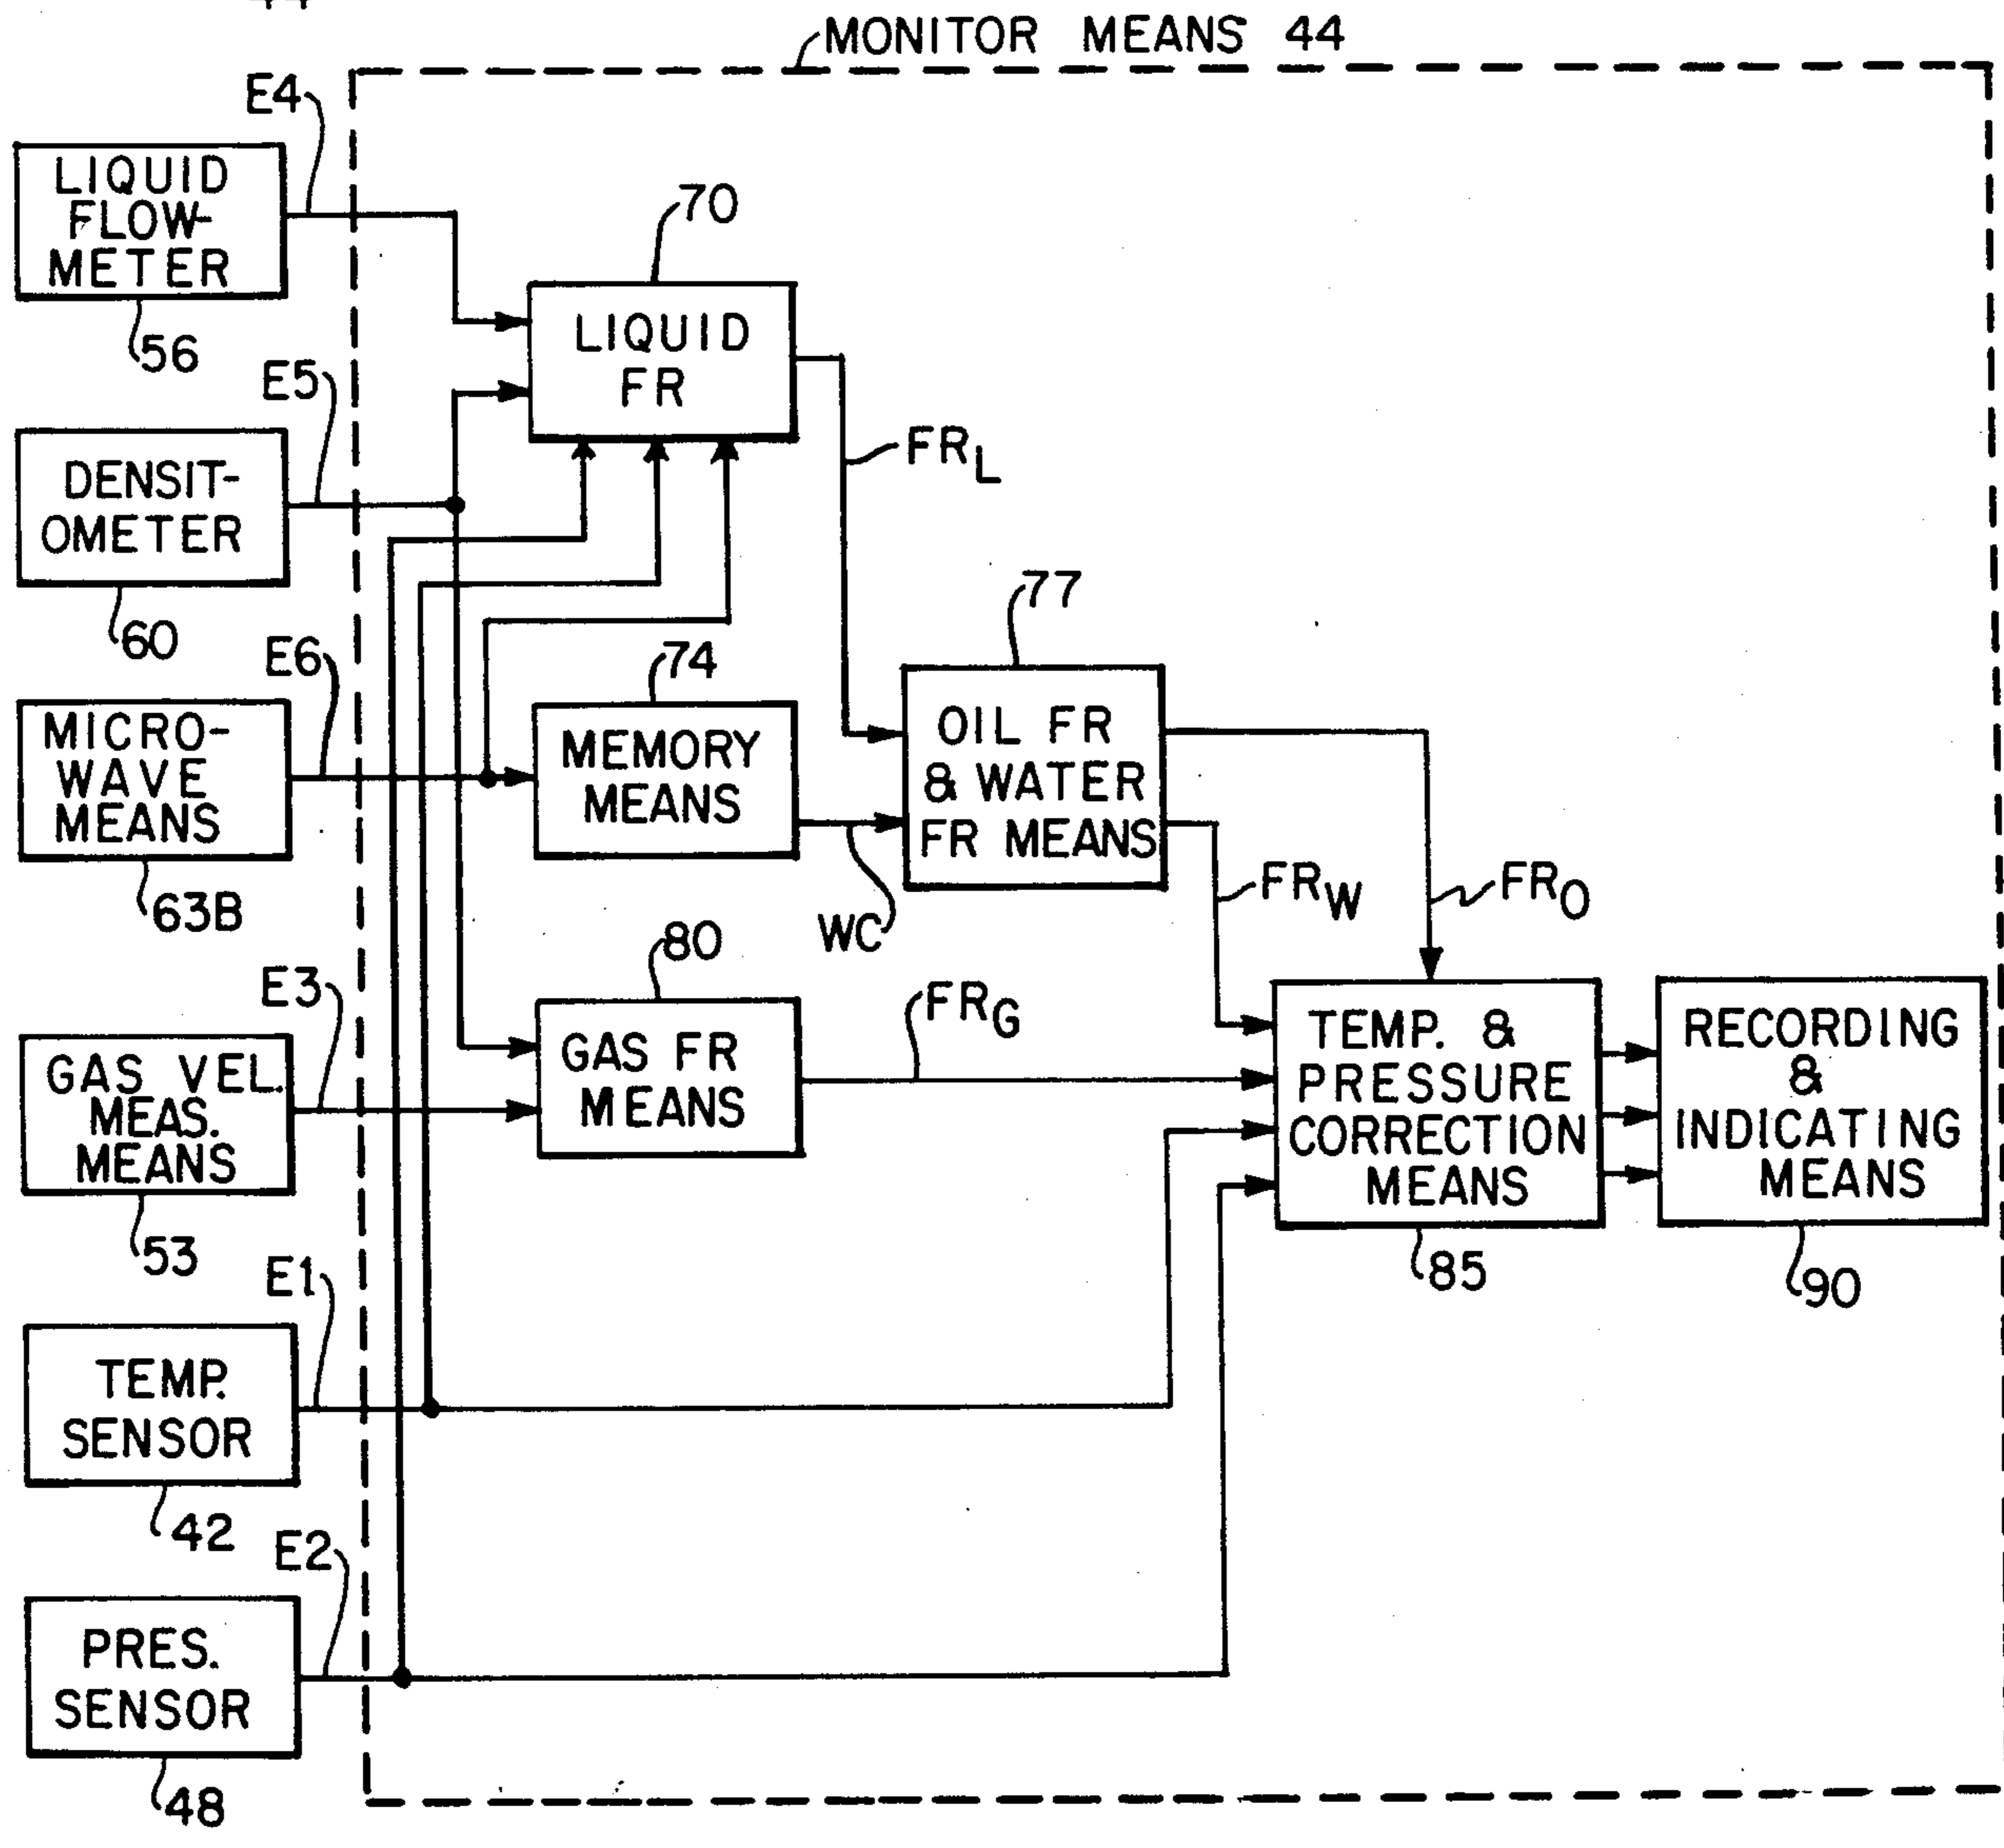 MONITOR MEANS 44
E4
LIQUID
FLOW-
METER
56
70
LIQUID
FR
E5
DENSIT-
OMETER
60
FRL
E6
MICRO-
WAVE
MEANS
63B
74
MEMORY
MEANS
WC
77
OIL FR
& WATER
FR MEANS
FRW
FRO
E3
GAS VEL.
MEAS.
MEANS
53
80
GAS FR
MEANS
FRG
TEMP. &
PRESSURE
CORRECTION
MEANS
85
RECORDING
&
INDICATING
MEANS
90
E1
TEMP.
SENSOR
42
E2
PRES.
SENSOR
48